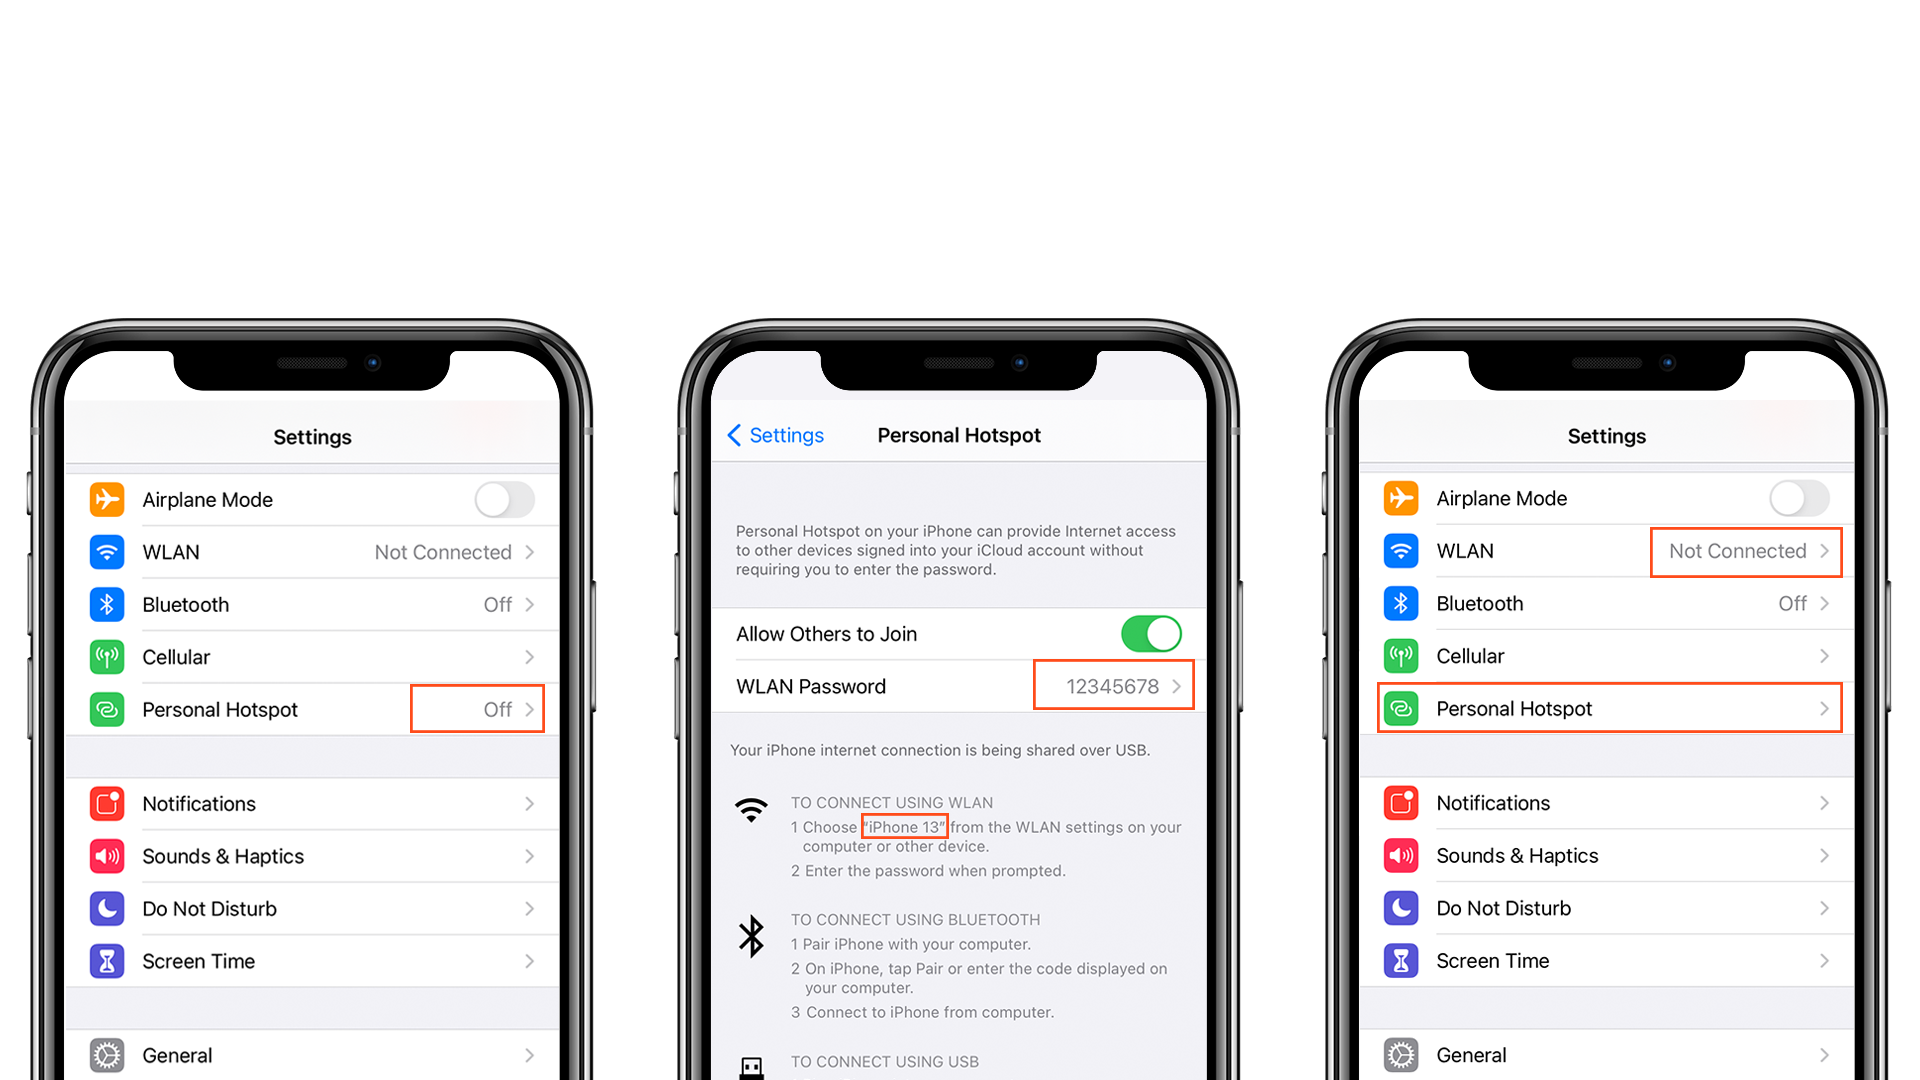 Settings
Airplane Mode
WLAN Not Connected
Bluetooth Off
Cellular
Personal Hotspot Off
Notifications
Sounds & Haptics
Do Not Disturb
Screen Time
General
Settings Personal Hotspot
Personal Hotspot on your iPhone can provide Internet access
to other devices signed into your iCloud account without
requiring you to enter the password.
Allow Others to Join
WLAN Password 12345678
Your iPhone internet connection is being shared over USB.
TO CONNECT USING WLAN
1 Choose “iPhone 13” from the WLAN settings on your
computer or other device.
2 Enter the password when prompted.
TO CONNECT USING BLUETOOTH
1 Pair iPhone with your computer.
2 On iPhone, tap Pair or enter the code displayed on
your computer.
3 Connect to iPhone from computer.
TO CONNECT USING USB
Settings
Airplane Mode
WLAN Not Connected
Bluetooth Off
Cellular
Personal Hotspot
Notifications
Sounds & Haptics
Do Not Disturb
Screen Time
General